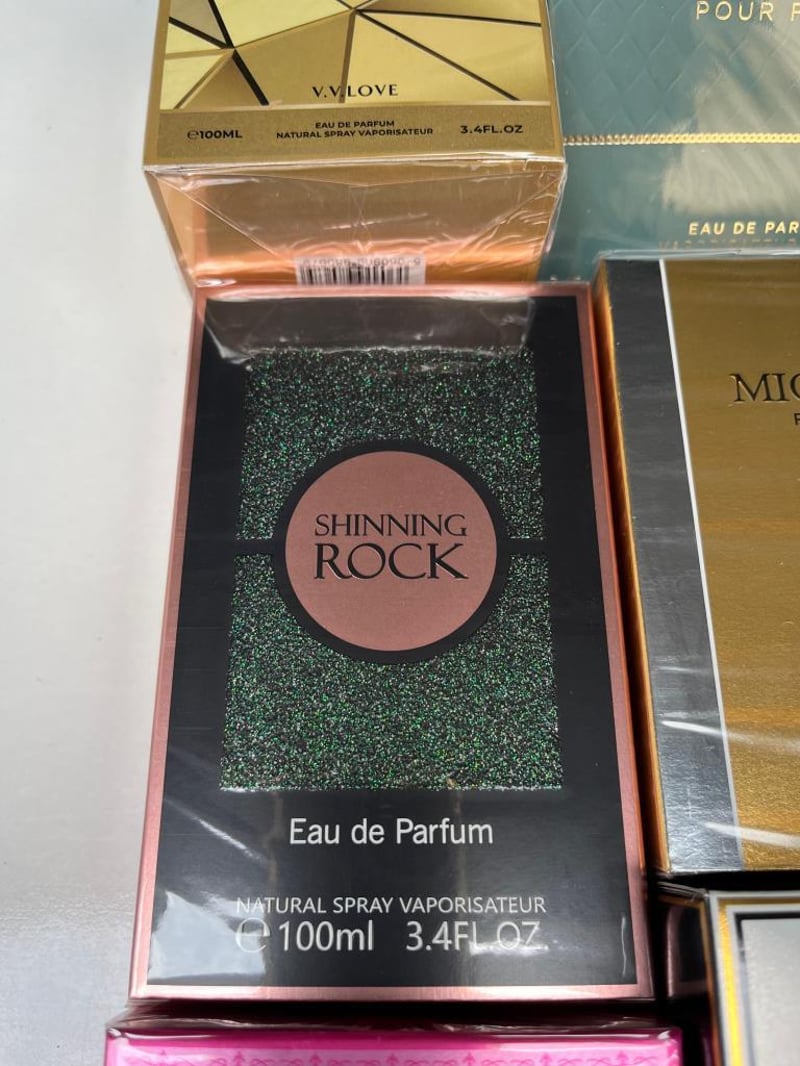 V.V.LOVE
℮100ML
EAU DE PARFUM
NATURAL SPRAY VAPORISATEUR
3.4FL.OZ
POUR
EAU DE PAR
SHINNING
ROCK
Eau de Parfum
NATURAL SPRAY VAPORISATEUR
℮ 100ml 3.4FL.OZ.